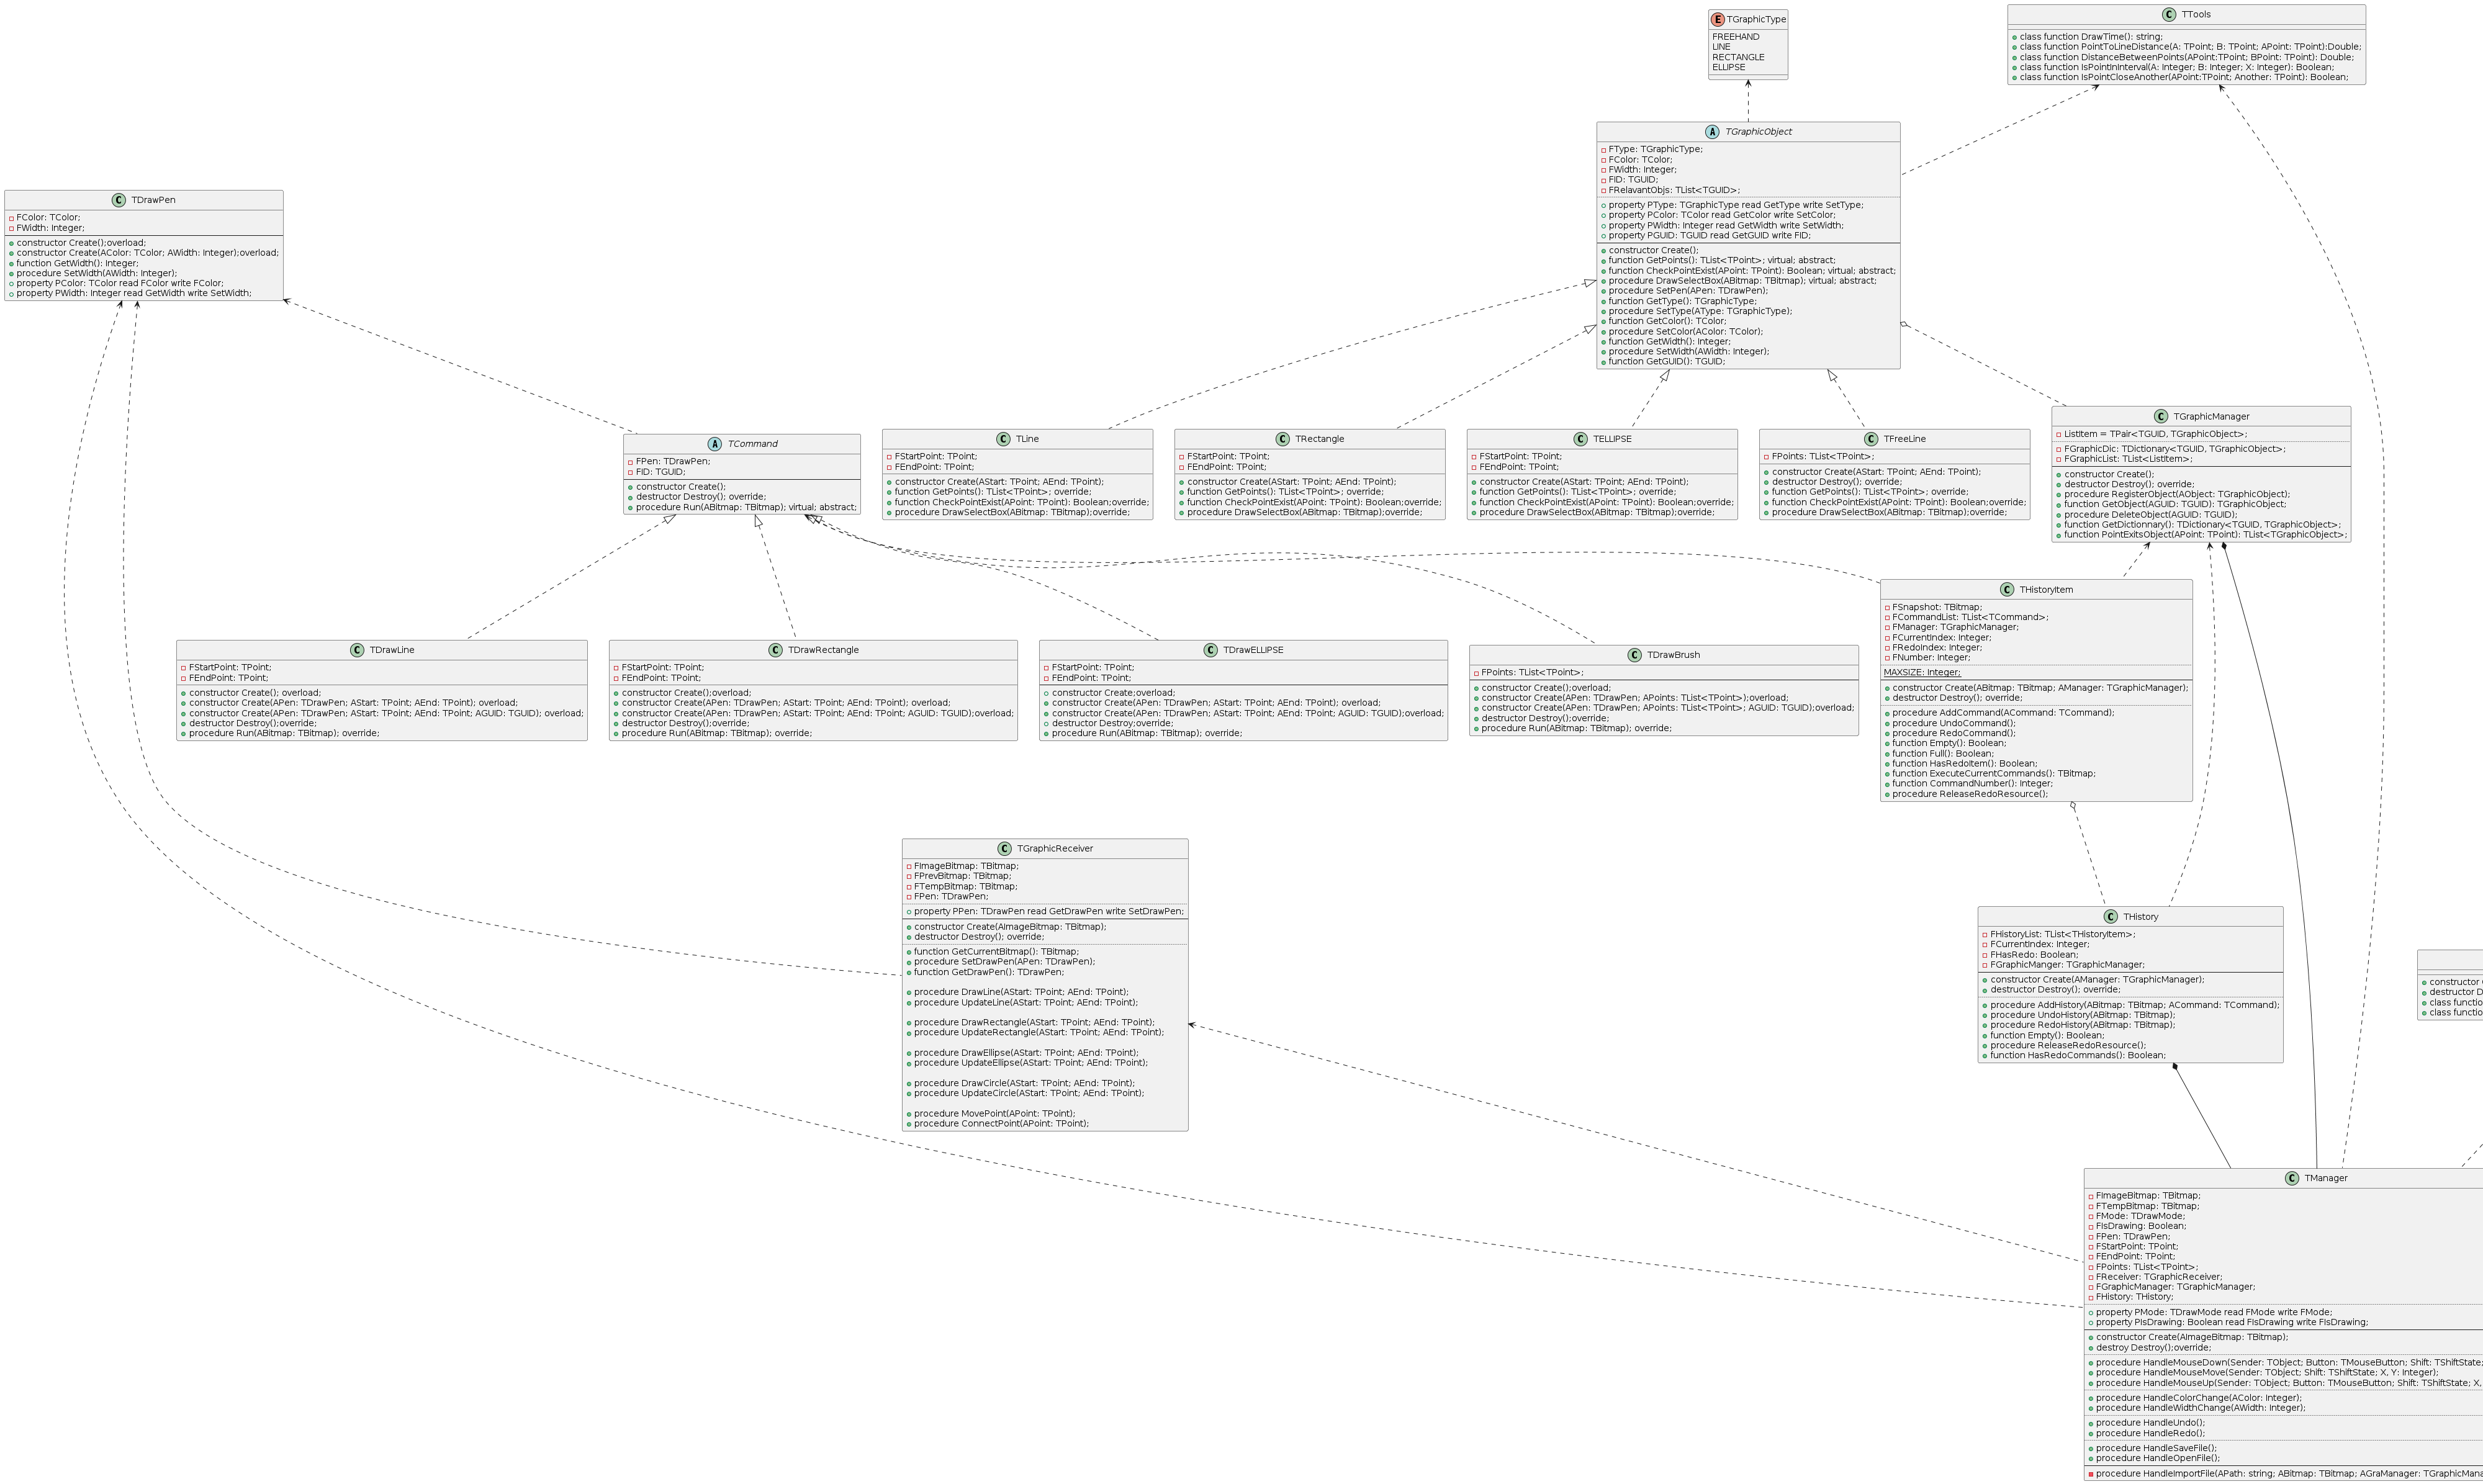 TGraphicType
FREEHAND
LINE
RECTANGLE
ELLIPSE
TTools
class function DrawTime(): string;
class function PointToLineDistance(A: TPoint; B: TPoint; APoint: TPoint):Double;
class function DistanceBetweenPoints(APoint:TPoint; BPoint: TPoint): Double;
class function IsPointInInterval(A: Integer; B: Integer; X: Integer): Boolean;
class function IsPointCloseAnother(APoint:TPoint; Another: TPoint): Boolean;
TGraphicObject
FType: TGraphicType;
FColor: TColor;
FWidth: Integer;
FID: TGUID;
FRelavantObjs: TList<TGUID>;
property PType: TGraphicType read GetType write SetType;
property PColor: TColor read GetColor write SetColor;
property PWidth: Integer read GetWidth write SetWidth;
property PGUID: TGUID read GetGUID write FID;
constructor Create();
function GetPoints(): TList<TPoint>; virtual; abstract;
function CheckPointExist(APoint: TPoint): Boolean; virtual; abstract;
procedure DrawSelectBox(ABitmap: TBitmap); virtual; abstract;
procedure SetPen(APen: TDrawPen);
function GetType(): TGraphicType;
procedure SetType(AType: TGraphicType);
function GetColor(): TColor;
procedure SetColor(AColor: TColor);
function GetWidth(): Integer;
procedure SetWidth(AWidth: Integer);
function GetGUID(): TGUID;
TDrawPen
FColor: TColor;
FWidth: Integer;
constructor Create();overload;
constructor Create(AColor: TColor; AWidth: Integer);overload;
function GetWidth(): Integer;
procedure SetWidth(AWidth: Integer);
property PColor: TColor read FColor write FColor;
property PWidth: Integer read GetWidth write SetWidth;
TCommand
FPen: TDrawPen;
FID: TGUID;
constructor Create();
destructor Destroy(); override;
procedure Run(ABitmap: TBitmap); virtual; abstract;
TLine
FStartPoint: TPoint;
FEndPoint: TPoint;
constructor Create(AStart: TPoint; AEnd: TPoint);
function GetPoints(): TList<TPoint>; override;
function CheckPointExist(APoint: TPoint): Boolean;override;
procedure DrawSelectBox(ABitmap: TBitmap);override;
TRectangle
FStartPoint: TPoint;
FEndPoint: TPoint;
constructor Create(AStart: TPoint; AEnd: TPoint);
function GetPoints(): TList<TPoint>; override;
function CheckPointExist(APoint: TPoint): Boolean;override;
procedure DrawSelectBox(ABitmap: TBitmap);override;
TELLIPSE
FStartPoint: TPoint;
FEndPoint: TPoint;
constructor Create(AStart: TPoint; AEnd: TPoint);
function GetPoints(): TList<TPoint>; override;
function CheckPointExist(APoint: TPoint): Boolean;override;
procedure DrawSelectBox(ABitmap: TBitmap);override;
TFreeLine
FPoints: TList<TPoint>;
constructor Create(AStart: TPoint; AEnd: TPoint);
destructor Destroy(); override;
function GetPoints(): TList<TPoint>; override;
function CheckPointExist(APoint: TPoint): Boolean;override;
procedure DrawSelectBox(ABitmap: TBitmap);override;
TGraphicManager
ListItem = TPair<TGUID, TGraphicObject>;
FGraphicDic: TDictionary<TGUID, TGraphicObject>;
FGraphicList: TList<ListItem>;
constructor Create();
destructor Destroy(); override;
procedure RegisterObject(AObject: TGraphicObject);
function GetObject(AGUID: TGUID): TGraphicObject;
procedure DeleteObject(AGUID: TGUID);
function GetDictionnary(): TDictionary<TGUID, TGraphicObject>;
function PointExitsObject(APoint: TPoint): TList<TGraphicObject>;
TDrawLine
FStartPoint: TPoint;
FEndPoint: TPoint;
constructor Create(); overload;
constructor Create(APen: TDrawPen; AStart: TPoint; AEnd: TPoint); overload;
constructor Create(APen: TDrawPen; AStart: TPoint; AEnd: TPoint; AGUID: TGUID); overload;
destructor Destroy();override;
procedure Run(ABitmap: TBitmap); override;
TDrawRectangle
FStartPoint: TPoint;
FEndPoint: TPoint;
constructor Create();overload;
constructor Create(APen: TDrawPen; AStart: TPoint; AEnd: TPoint); overload;
constructor Create(APen: TDrawPen; AStart: TPoint; AEnd: TPoint; AGUID: TGUID);overload;
destructor Destroy();override;
procedure Run(ABitmap: TBitmap); override;
TDrawELLIPSE
FStartPoint: TPoint;
FEndPoint: TPoint;
constructor Create;overload;
constructor Create(APen: TDrawPen; AStart: TPoint; AEnd: TPoint); overload;
constructor Create(APen: TDrawPen; AStart: TPoint; AEnd: TPoint; AGUID: TGUID);overload;
destructor Destroy;override;
procedure Run(ABitmap: TBitmap); override;
TDrawBrush
FPoints: TList<TPoint>;
constructor Create();overload;
constructor Create(APen: TDrawPen; APoints: TList<TPoint>);overload;
constructor Create(APen: TDrawPen; APoints: TList<TPoint>; AGUID: TGUID);overload;
destructor Destroy();override;
procedure Run(ABitmap: TBitmap); override;
THistoryItem
FSnapshot: TBitmap;
FCommandList: TList<TCommand>;
FManager: TGraphicManager;
FCurrentIndex: Integer;
FRedoIndex: Integer;
FNumber: Integer;
MAXSIZE: Integer;
constructor Create(ABitmap: TBitmap; AManager: TGraphicManager);
destructor Destroy(); override;
procedure AddCommand(ACommand: TCommand);
procedure UndoCommand();
procedure RedoCommand();
function Empty(): Boolean;
function Full(): Boolean;
function HasRedoItem(): Boolean;
function ExecuteCurrentCommands(): TBitmap;
function CommandNumber(): Integer;
procedure ReleaseRedoResource();
TGraphicReceiver
FImageBitmap: TBitmap;
FPrevBitmap: TBitmap;
FTempBitmap: TBitmap;
FPen: TDrawPen;
property PPen: TDrawPen read GetDrawPen write SetDrawPen;
constructor Create(AImageBitmap: TBitmap);
destructor Destroy(); override;
function GetCurrentBitmap(): TBitmap;
procedure SetDrawPen(APen: TDrawPen);
function GetDrawPen(): TDrawPen;
procedure DrawLine(AStart: TPoint; AEnd: TPoint);
procedure UpdateLine(AStart: TPoint; AEnd: TPoint);
procedure DrawRectangle(AStart: TPoint; AEnd: TPoint);
procedure UpdateRectangle(AStart: TPoint; AEnd: TPoint);
procedure DrawEllipse(AStart: TPoint; AEnd: TPoint);
procedure UpdateEllipse(AStart: TPoint; AEnd: TPoint);
procedure DrawCircle(AStart: TPoint; AEnd: TPoint);
procedure UpdateCircle(AStart: TPoint; AEnd: TPoint);
procedure MovePoint(APoint: TPoint);
procedure ConnectPoint(APoint: TPoint);
THistory
FHistoryList: TList<THistoryItem>;
FCurrentIndex: Integer;
FHasRedo: Boolean;
FGraphicManger: TGraphicManager;
constructor Create(AManager: TGraphicManager);
destructor Destroy(); override;
procedure AddHistory(ABitmap: TBitmap; ACommand: TCommand);
procedure UndoHistory(ABitmap: TBitmap);
procedure RedoHistory(ABitmap: TBitmap);
function Empty(): Boolean;
procedure ReleaseRedoResource();
function HasRedoCommands(): Boolean;
constructor
destructor D
class functio
class functio
TManager
FImageBitmap: TBitmap;
FTempBitmap: TBitmap;
FMode: TDrawMode;
FIsDrawing: Boolean;
FPen: TDrawPen;
FStartPoint: TPoint;
FEndPoint: TPoint;
FPoints: TList<TPoint>;
FReceiver: TGraphicReceiver;
FGraphicManager: TGraphicManager;
FHistory: THistory;
property PMode: TDrawMode read FMode write FMode;
property PIsDrawing: Boolean read FIsDrawing write FIsDrawing;
constructor Create(AImageBitmap: TBitmap);
destroy Destroy();override;
procedure HandleMouseDown(Sender: TObject; Button: TMouseButton; Shift: TShiftState;
procedure HandleMouseMove(Sender: TObject; Shift: TShiftState; X, Y: Integer);
procedure HandleMouseUp(Sender: TObject; Button: TMouseButton; Shift: TShiftState; X,
procedure HandleColorChange(AColor: Integer);
procedure HandleWidthChange(AWidth: Integer);
procedure HandleUndo();
procedure HandleRedo();
procedure HandleSaveFile();
procedure HandleOpenFile();
procedure HandleImportFile(APath: string; ABitmap: TBitmap; AGraManager: TGraphicMana